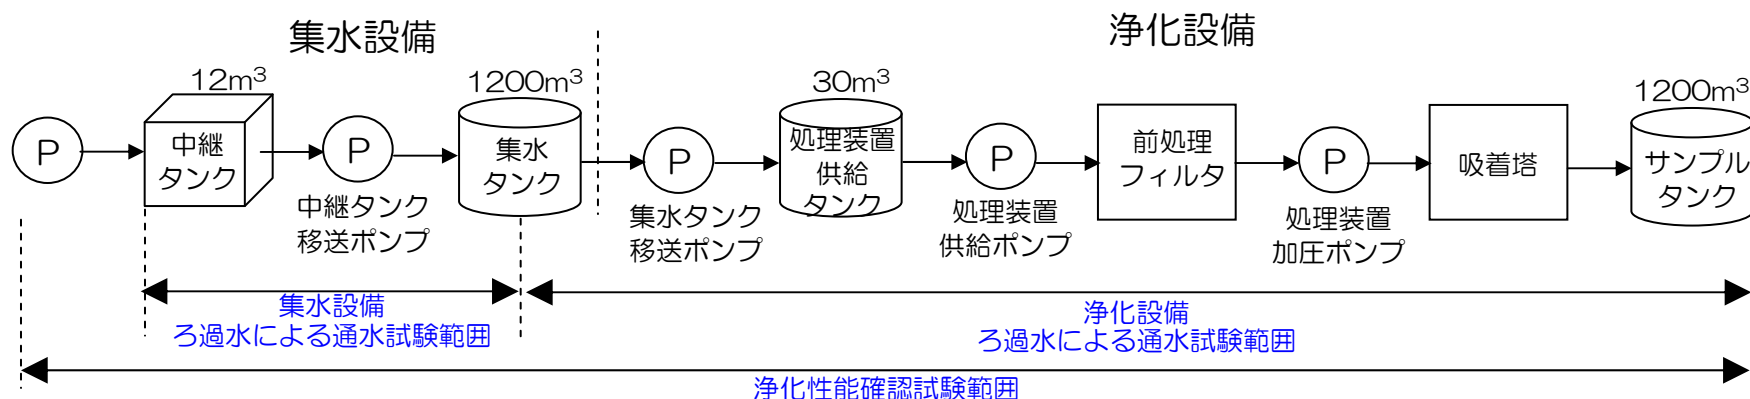 集水設備
浄化設備
12m³
1200m³
30m³
1200m³
P
中継
タンク
P
集水
タンク
P
処理装置
供給
タンク
P
前処理
フィルタ
P
吸着塔
サンプル
タンク
中継タンク
移送ポンプ
集水タンク
移送ポンプ
処理装置
供給ポンプ
処理装置
加圧ポンプ
集水設備
ろ過水による通水試験範囲
浄化設備
ろ過水による通水試験範囲
浄化性能確認試験範囲